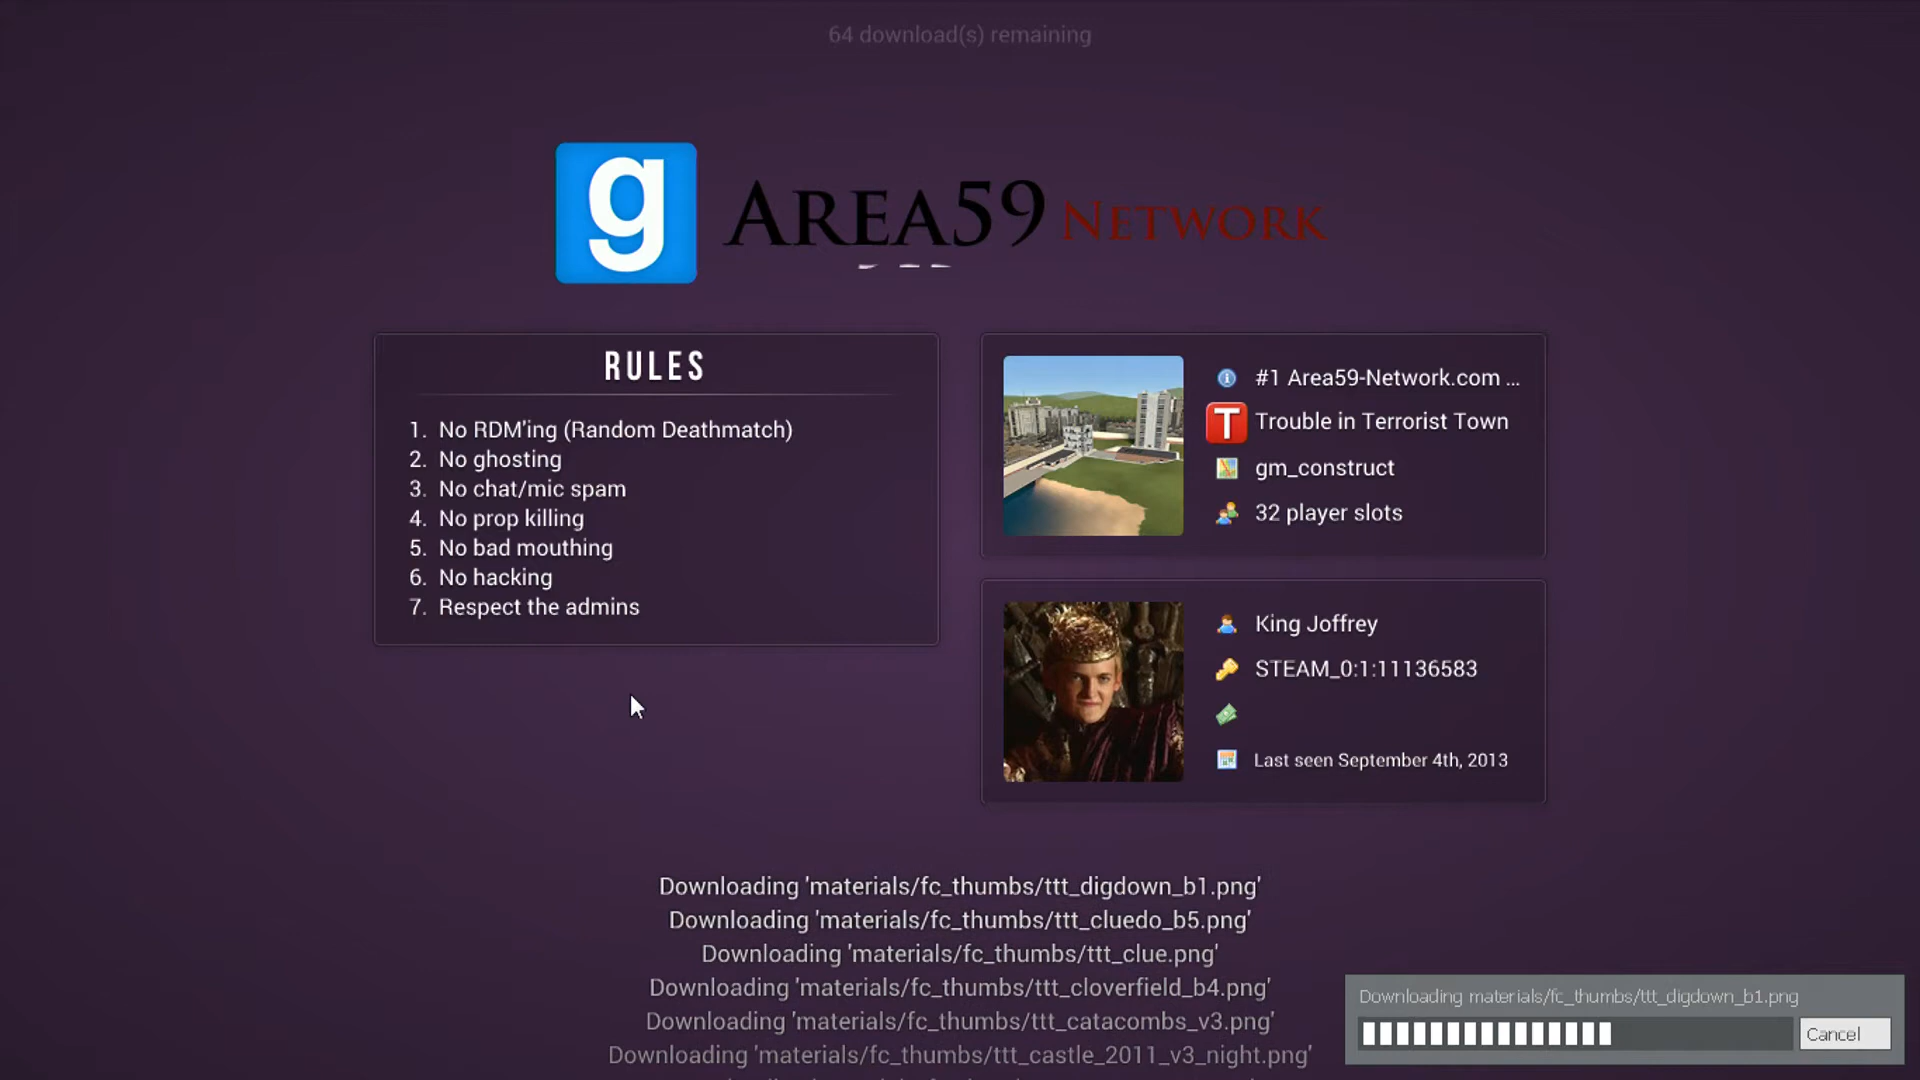 64 download(s) remaining
g
AREA59 NETWORK
RULES
1. No RDM'ing (Random Deathmatch)
2. No ghosting
3. No chat/mic spam
4. No prop killing
5. No bad mouthing
6. No hacking
7. Respect the admins
#1 Area59-Network.com ...
T Trouble in Terrorist Town
gm_construct
32 player slots
King Joffrey
STEAM_0:1:11136583
Last seen September 4th, 2013
Downloading 'materials/fc_thumbs/ttt_digdown_b1.png'
Downloading 'materials/fc_thumbs/ttt_cluedo_b5.png'
Downloading 'materials/fc_thumbs/ttt_clue.png'
Downloading 'materials/fc_thumbs/ttt_cloverfield_b4.png'
Downloading 'materials/fc_thumbs/ttt_catacombs_v3.png'
Downloading 'materials/fc_thumbs/ttt_castle_2011_v3_night.png'
Downloading materials/fc_thumbs/ttt_digdown_b1.png
Cancel